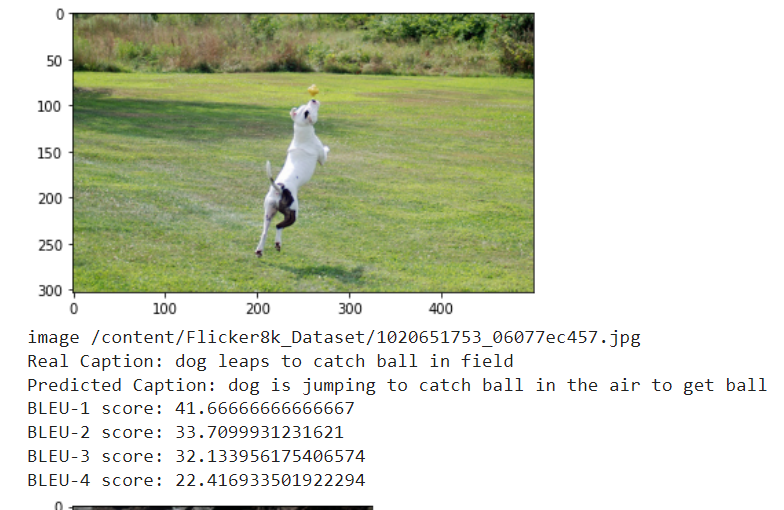 0
50
100
150
200
250
300
0 100 200 300 400
image /content/Flicker8k_Dataset/1020651753_06077ec457.jpg
Real Caption: dog leaps to catch ball in field
Predicted Caption: dog is jumping to catch ball in the air to get ball
BLEU-1 score: 41.66666666666667
BLEU-2 score: 33.7099931231621
BLEU-3 score: 32.133956175406574
BLEU-4 score: 22.416933501922294
0